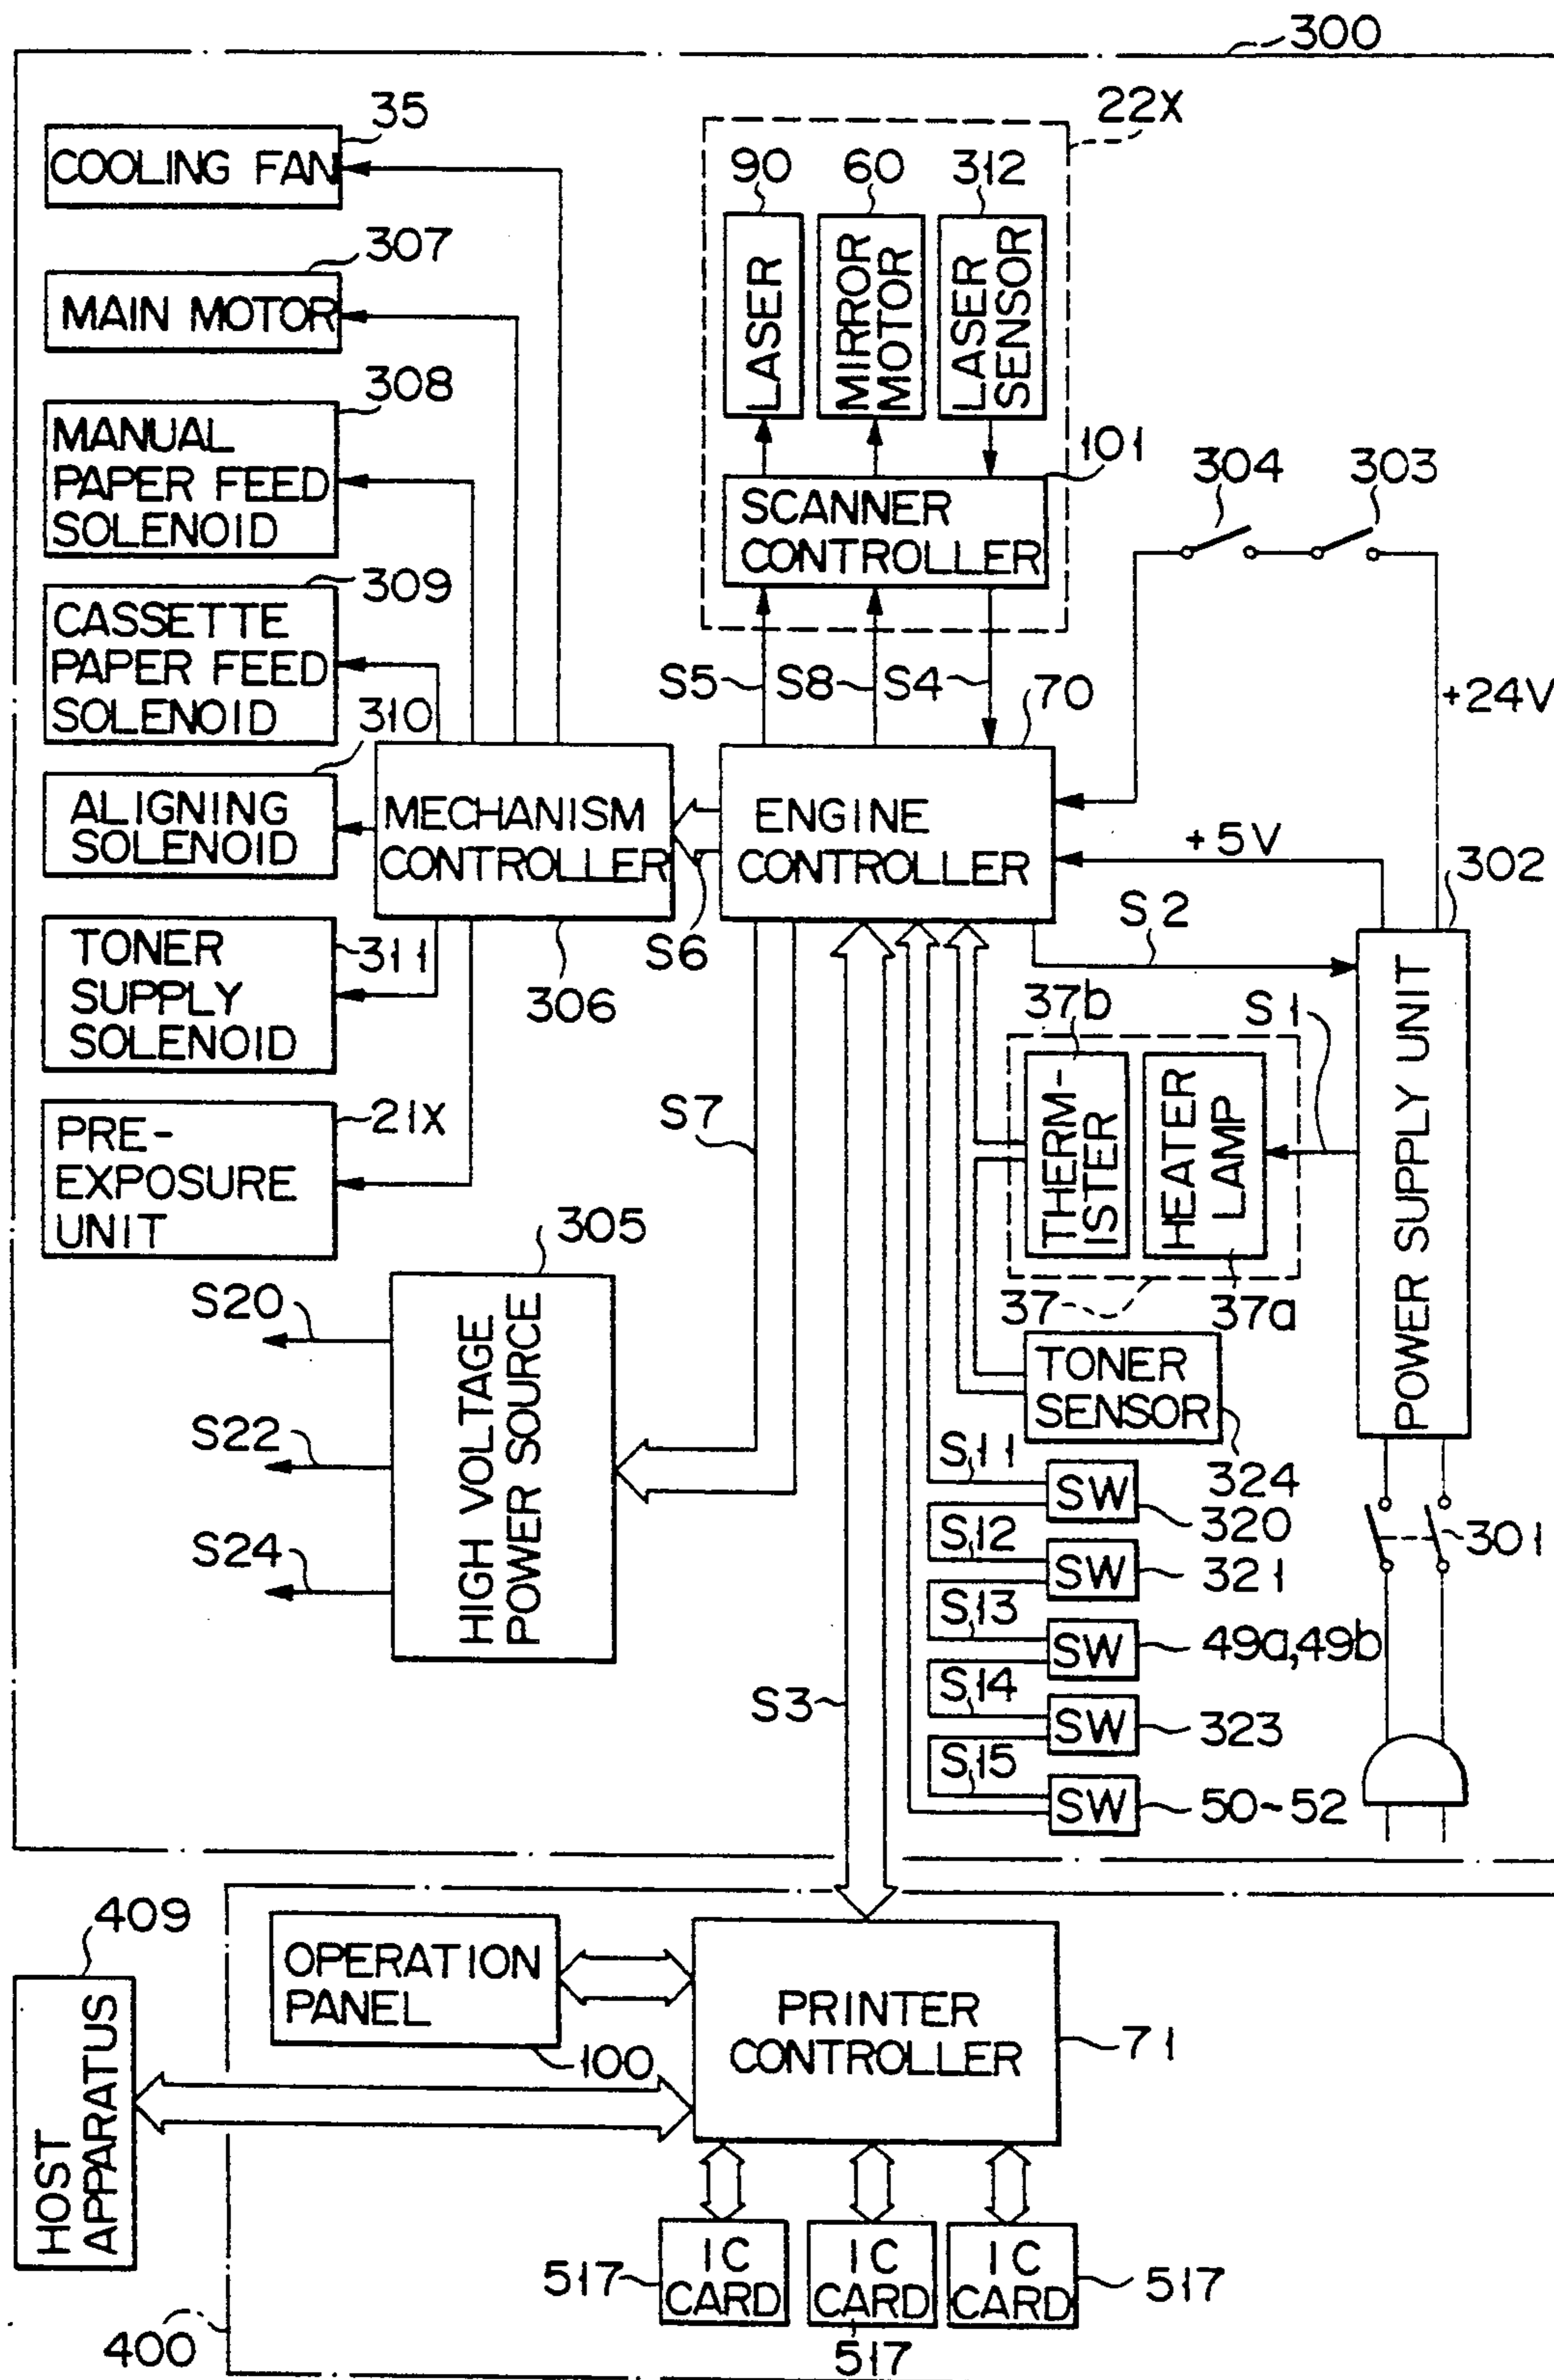 300
35
COOLING FAN
307
MAIN MOTOR
308
MANUAL
PAPER FEED
SOLENOID
309
CASSETTE
PAPER FEED
SOLENOID
310
ALIGNING
SOLENOID
TONER
SUPPLY
SOLENOID
311
PRE-
EXPOSURE
UNIT
21X
MECHANISM
CONTROLLER
306
22X
90
60
312
LASER
MIRROR
MOTOR
LASER
SENSOR
101
SCANNER
CONTROLLER
S5
S8
S4
70
ENGINE
CONTROLLER
S6
304
303
+24V
+5V
302
S2
S1
POWER SUPPLY UNIT
37b
THERM-
ISTER
HEATER
LAMP
37
37a
S7
305
HIGH VOLTAGE
POWER SOURCE
S20
S22
S24
TONER
SENSOR
324
S11
SW
320
S12
SW
321
S13
SW
49a,49b
S14
SW
323
S15
SW
50~52
301
S3
409
HOST
APPARATUS
OPERATION
PANEL
100
PRINTER
CONTROLLER
71
IC
CARD
517
IC
CARD
517
IC
CARD
517
400